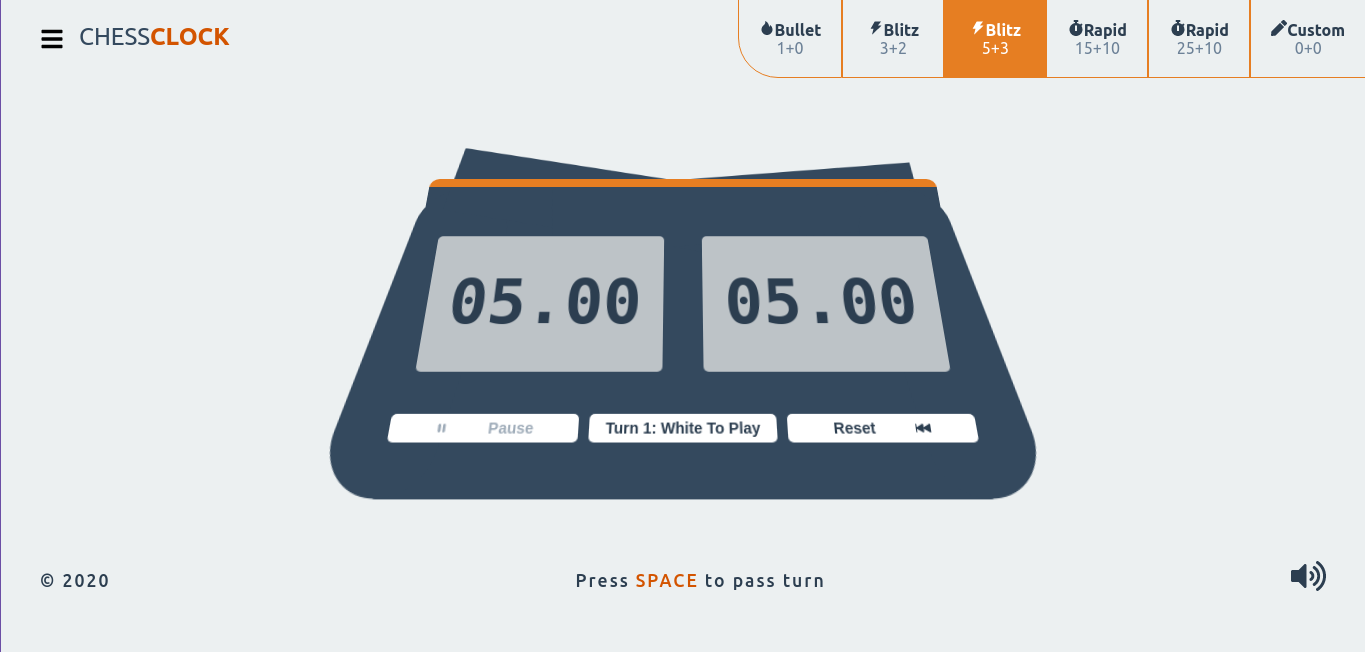 CHESSCLOCK
Bullet
1+0
Blitz
3+2
Blitz
5+3
Rapid
15+10
Rapid
25+10
Custom
0+0
05.00
05.00
Pause
Turn 1: White To Play
Reset
© 2020
Press SPACE to pass turn